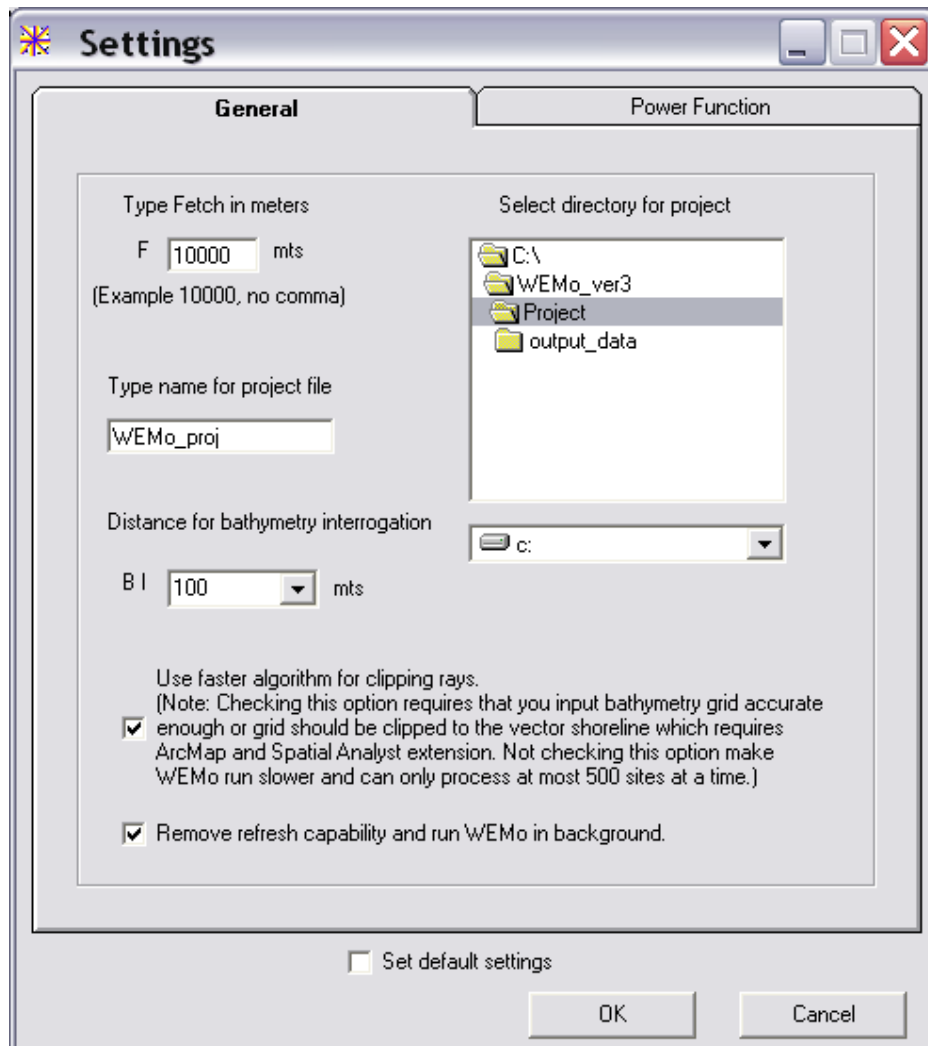 Settings
General
Power Function
Type Fetch in meters
F 10000 mts
(Example 10000, no comma)
Type name for project file
WEMo_proj
Distance for bathymetry interrogation
B I 100 mts
Select directory for project
C:\
WEMo_ver3
Project
output_data
c:
Use faster algorithm for clipping rays.
(Note: Checking this option requires that you input bathymetry grid accurate
enough or grid should be clipped to the vector shoreline which requires
ArcMap and Spatial Analyst extension. Not checking this option make
WEMo run slower and can only process at most 500 sites at a time.)
Remove refresh capability and run WEMo in background.
Set default settings
OK
Cancel